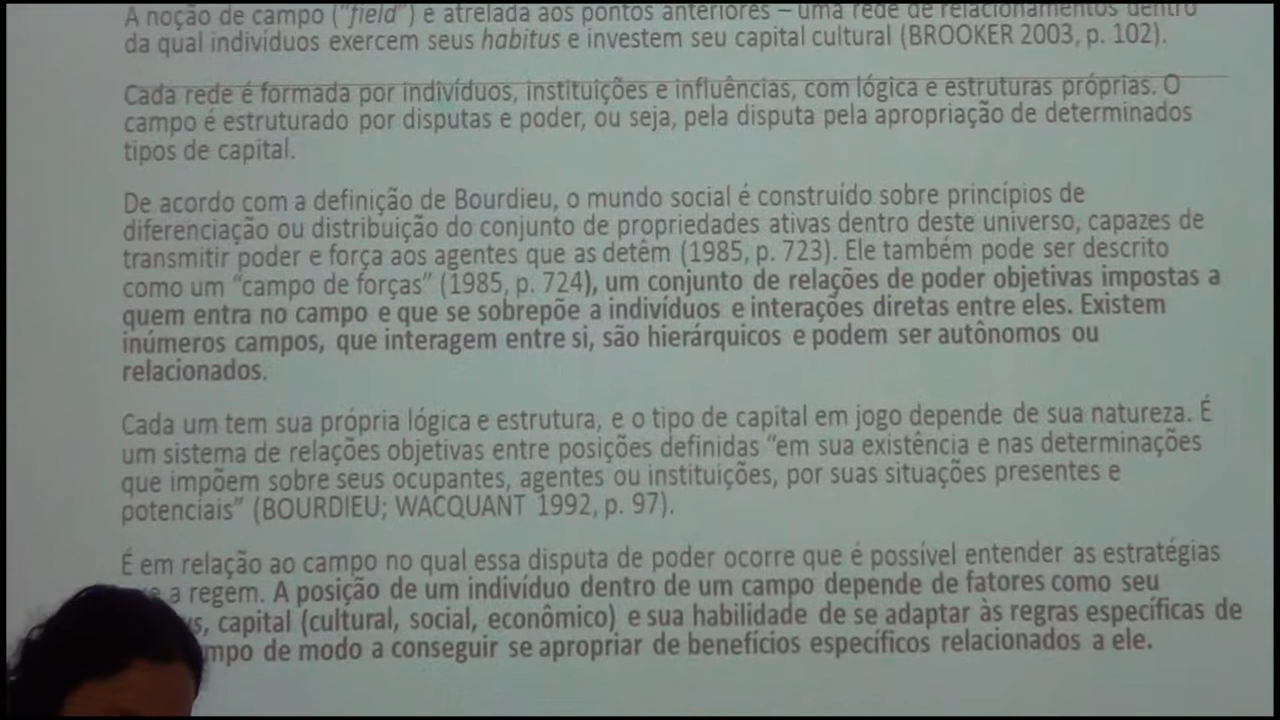 A noção de campo ("field") é atrelada aos pontos anteriores – uma rede de relacionamentos dentro
da qual indivíduos exercem seus habitus e investem seu capital cultural (BROOKER 2003, p. 102).
Cada rede é formada por indivíduos, instituições e influências, com lógica e estruturas próprias. O
campo é estruturado por disputas e poder, ou seja, pela disputa pela apropriação de determinados
tipos de capital.
De acordo com a definição de Bourdieu, o mundo social é construído sobre princípios de
diferenciação ou distribuição do conjunto de propriedades ativas dentro deste universo, capazes de
transmitir poder e força aos agentes que as detêm (1985, p. 723). Ele também pode ser descrito
como um "campo de forças" (1985, p. 724), um conjunto de relações de poder objetivas impostas a
quem entra no campo e que se sobrepõe a indivíduos e interações diretas entre eles. Existem
inúmeros campos, que interagem entre si, são hierárquicos e podem ser autônomos ou
relacionados.
Cada um tem sua própria lógica e estrutura, e o tipo de capital em jogo depende de sua natureza. É
um sistema de relações objetivas entre posições definidas "em sua existência e nas determinações
que impõem sobre seus ocupantes, agentes ou instituições, por suas situações presentes e
potenciais" (BOURDIEU; WACQUANT 1992, p. 97).
É em relação ao campo no qual essa disputa de poder ocorre que é possível entender as estratégias
a regem. A posição de um indivíduo dentro de um campo depende de fatores como seu
capital (cultural, social, econômico) e sua habilidade de se adaptar às regras específicas de
de modo a conseguir se apropriar de benefícios específicos relacionados a ele.